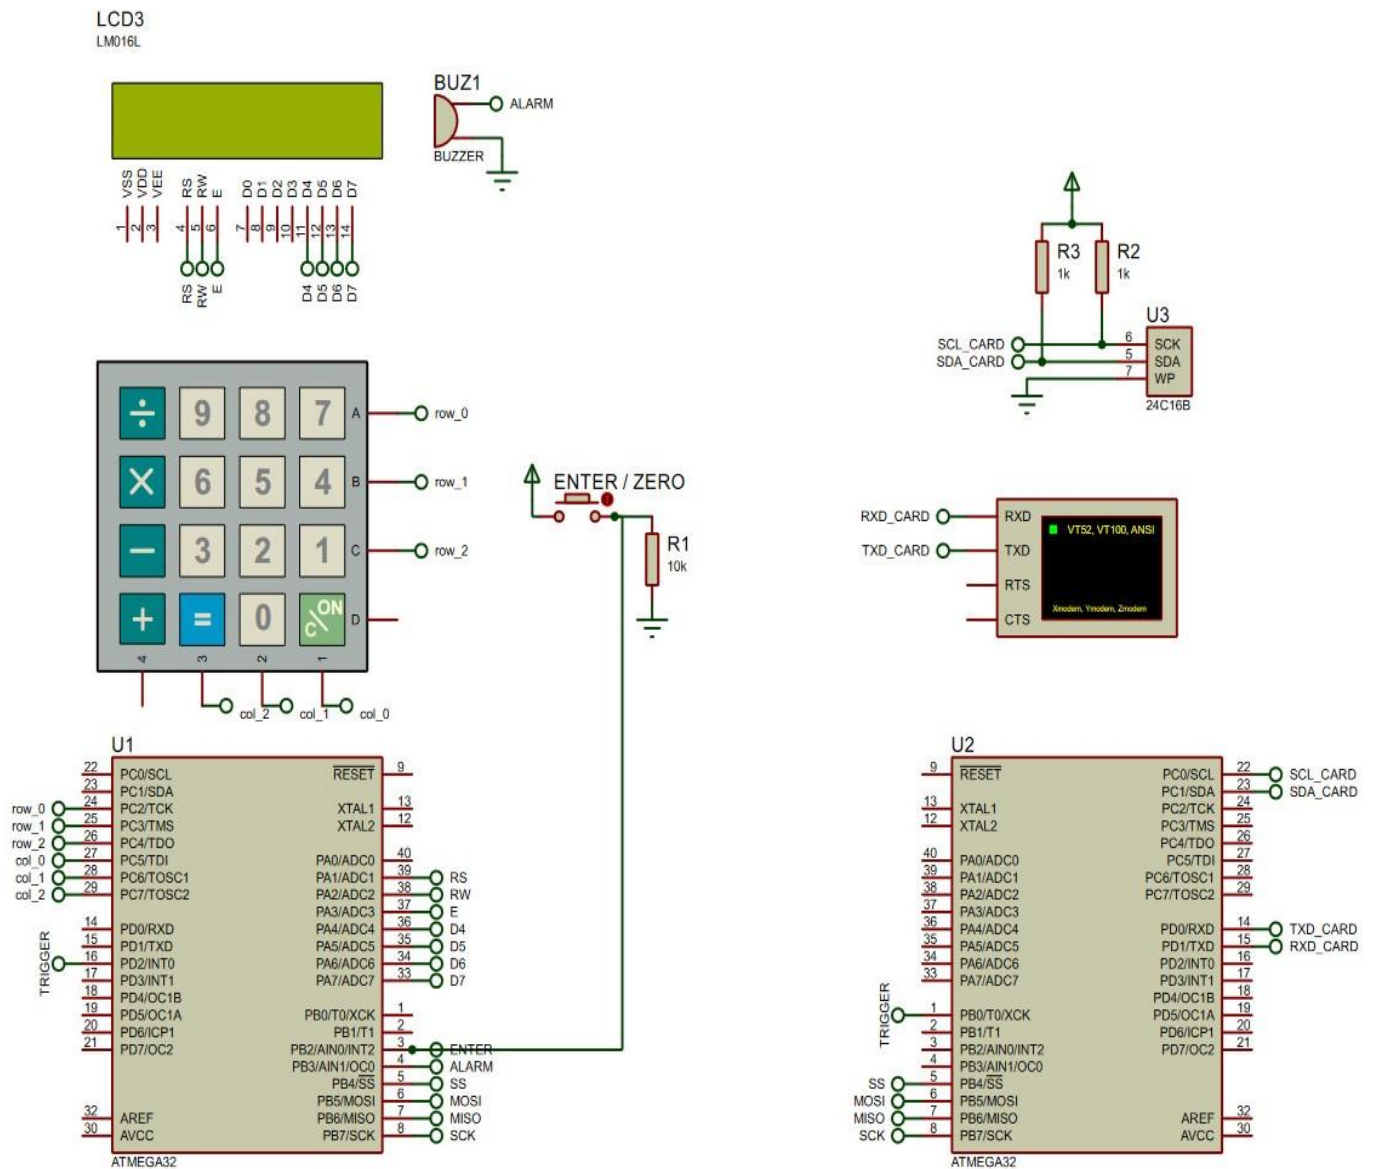 LCD3
LM016L
BUZ1
ALARM
BUZZER
VSS VDD VEE RS RW E D0 D1 D2 D3 D4 D5 D6 D7
1 2 3 4 5 6 7 8 9 10 11 12 13 14
RS RW E D4 D5 D6 D7
R3
1k
R2
1k
U3
SCL_CARD 6 SCK
SDA_CARD 5 SDA
7 WP
24C16B
÷ 9 8 7 A row_0
× 6 5 4 B row_1
− 3 2 1 C row_2
+ = 0 ON/C D
4 3 2 1
col_2 col_1 col_0
ENTER / ZERO
R1
10k
RXD_CARD RXD
TXD_CARD TXD
RTS
CTS
VT52, VT100, ANSI
Xmodem, Ymodem, Zmodem
U1
22 PC0/SCL RESET 9
23 PC1/SDA
row_0 24 PC2/TCK XTAL1 13
row_1 25 PC3/TMS XTAL2 12
row_2 26 PC4/TDO
col_0 27 PC5/TDI PA0/ADC0 40
col_1 28 PC6/TOSC1 PA1/ADC1 39 RS
col_2 29 PC7/TOSC2 PA2/ADC2 38 RW
PA3/ADC3 37 E
14 PD0/RXD PA4/ADC4 36 D4
15 PD1/TXD PA5/ADC5 35 D5
TRIGGER 16 PD2/INT0 PA6/ADC6 34 D6
17 PD3/INT1 PA7/ADC7 33 D7
18 PD4/OC1B
19 PD5/OC1A PB0/T0/XCK 1
20 PD6/ICP1 PB1/T1 2
21 PD7/OC2 PB2/AIN0/INT2 3 ENTER
PB3/AIN1/OC0 4 ALARM
PB4/SS 5 SS
PB5/MOSI 6 MOSI
32 AREF PB6/MISO 7 MISO
30 AVCC PB7/SCK 8 SCK
ATMEGA32
U2
9 RESET PC0/SCL 22 SCL_CARD
PC1/SDA 23 SDA_CARD
13 XTAL1 PC2/TCK 24
12 XTAL2 PC3/TMS 25
PC4/TDO 26
40 PA0/ADC0 PC5/TDI 27
39 PA1/ADC1 PC6/TOSC1 28
38 PA2/ADC2 PC7/TOSC2 29
37 PA3/ADC3
36 PA4/ADC4 PD0/RXD 14 TXD_CARD
35 PA5/ADC5 PD1/TXD 15 RXD_CARD
34 PA6/ADC6 PD2/INT0 16
33 PA7/ADC7 PD3/INT1 17
PD4/OC1B 18
TRIGGER 1 PB0/T0/XCK PD5/OC1A 19
2 PB1/T1 PD6/ICP1 20
3 PB2/AIN0/INT2 PD7/OC2 21
4 PB3/AIN1/OC0
SS 5 PB4/SS
MOSI 6 PB5/MOSI
MISO 7 PB6/MISO AREF 32
SCK 8 PB7/SCK AVCC 30
ATMEGA32